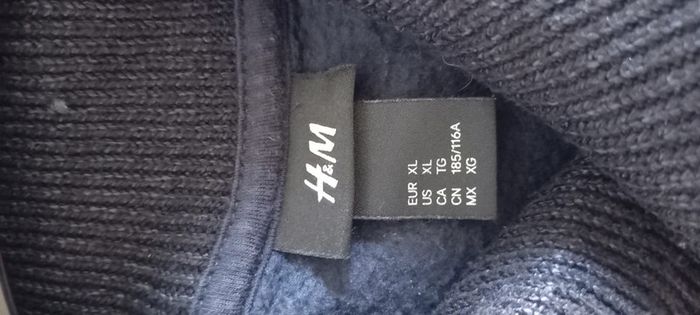 H&M
EUR XL
US XL
CA TG
CN 185/116A
MX XG